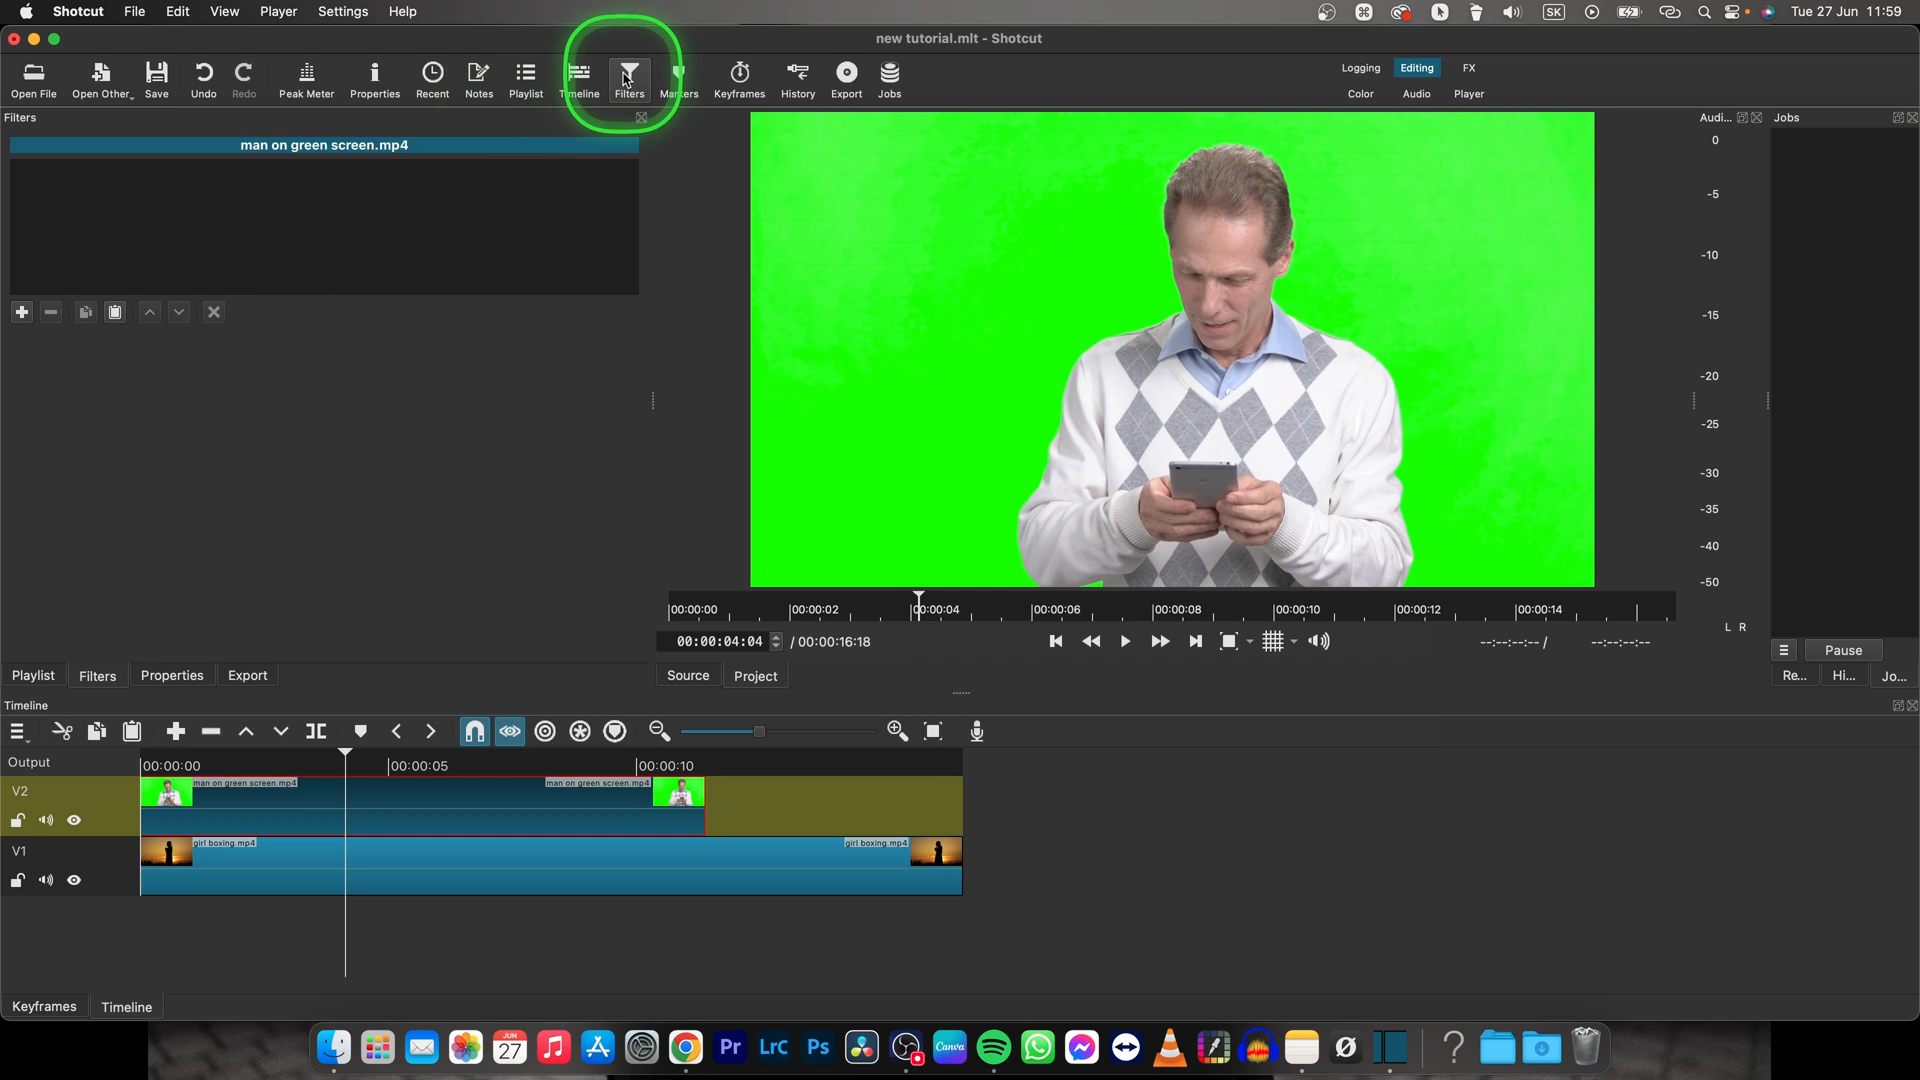 Shotcut File Edit View Player Settings Help SK Tue 27 Jun 11:59
new tutorial.mlt - Shotcut
Open File Open Other Save Undo Redo Peak Meter Properties Recent Notes Playlist Timeline Filters Markers Keyframes History Export Jobs
Logging Editing FX
Color Audio Player
Filters
Audi... Jobs
man on green screen.mp4
0
-5
-10
-15
-20
-25
-30
-35
-40
-45
-50
L R
00:00:00 00:00:02 00:00:04 00:00:06 00:00:08 00:00:10 00:00:12 00:00:14
00:00:04:04 / 00:00:16:18 --:--:--:-- / --:--:--:--
Pause
Playlist Filters Properties Export
Source Project
Re... Hi... Jo...
Timeline
Output 00:00:00 00:00:05 00:00:10
V2 man on green screen.mp4 man on green screen.mp4
V1 girl boxing.mp4 girl boxing.mp4
Keyframes Timeline
JUN
27
Pr LrC Ps Canva